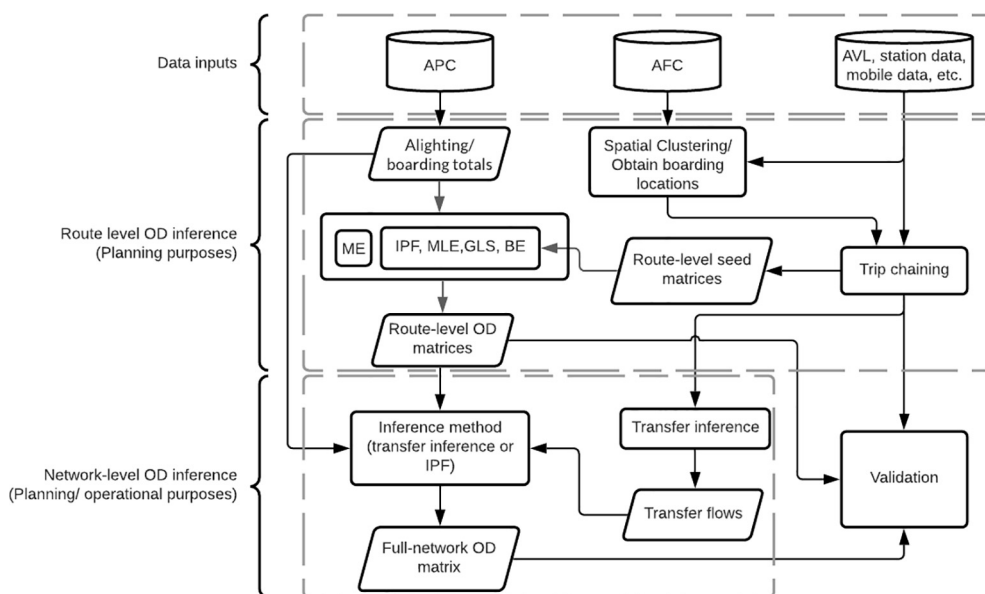 Data inputs
APC
AFC
AVL, station data,
mobile data, etc.
Route level OD inference
(Planning purposes)
Alighting/
boarding totals
Spatial Clustering/
Obtain boarding
locations
ME
IPF, MLE,GLS, BE
Route-level seed
matrices
Trip chaining
Route-level OD
matrices
Network-level OD inference
(Planning/ operational purposes)
Inference method
(transfer inference or
IPF)
Transfer inference
Validation
Transfer flows
Full-network OD
matrix